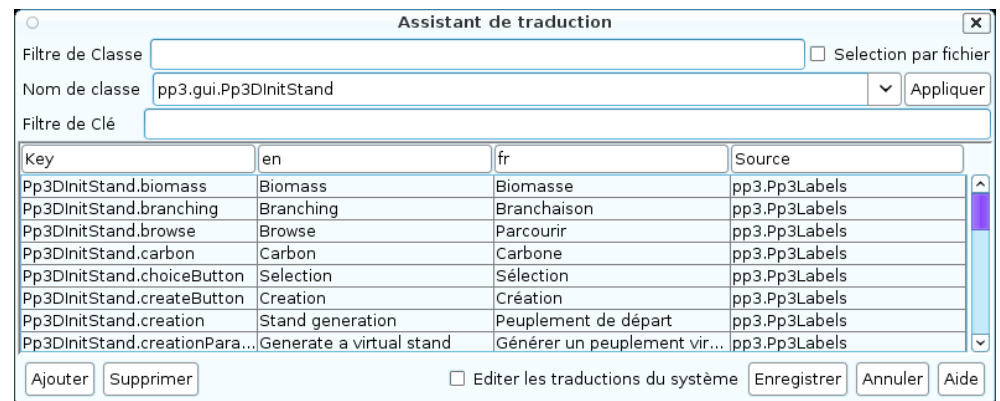 Assistant de traduction
Filtre de Classe Selection par fichier
Nom de classe pp3.gui.Pp3DInitStand Appliquer
Filtre de Clé
Key en fr Source
Pp3DInitStand.biomass Biomass Biomasse pp3.Pp3Labels
Pp3DInitStand.branching Branching Branchaison pp3.Pp3Labels
Pp3DInitStand.browse Browse Parcourir pp3.Pp3Labels
Pp3DInitStand.carbon Carbon Carbone pp3.Pp3Labels
Pp3DInitStand.choiceButton Selection Sélection pp3.Pp3Labels
Pp3DInitStand.createButton Creation Création pp3.Pp3Labels
Pp3DInitStand.creation Stand generation Peuplement de départ pp3.Pp3Labels
Pp3DInitStand.creationPara... Generate a virtual stand Générer un peuplement vir... pp3.Pp3Labels
Ajouter Supprimer Editer les traductions du système Enregistrer Annuler Aide